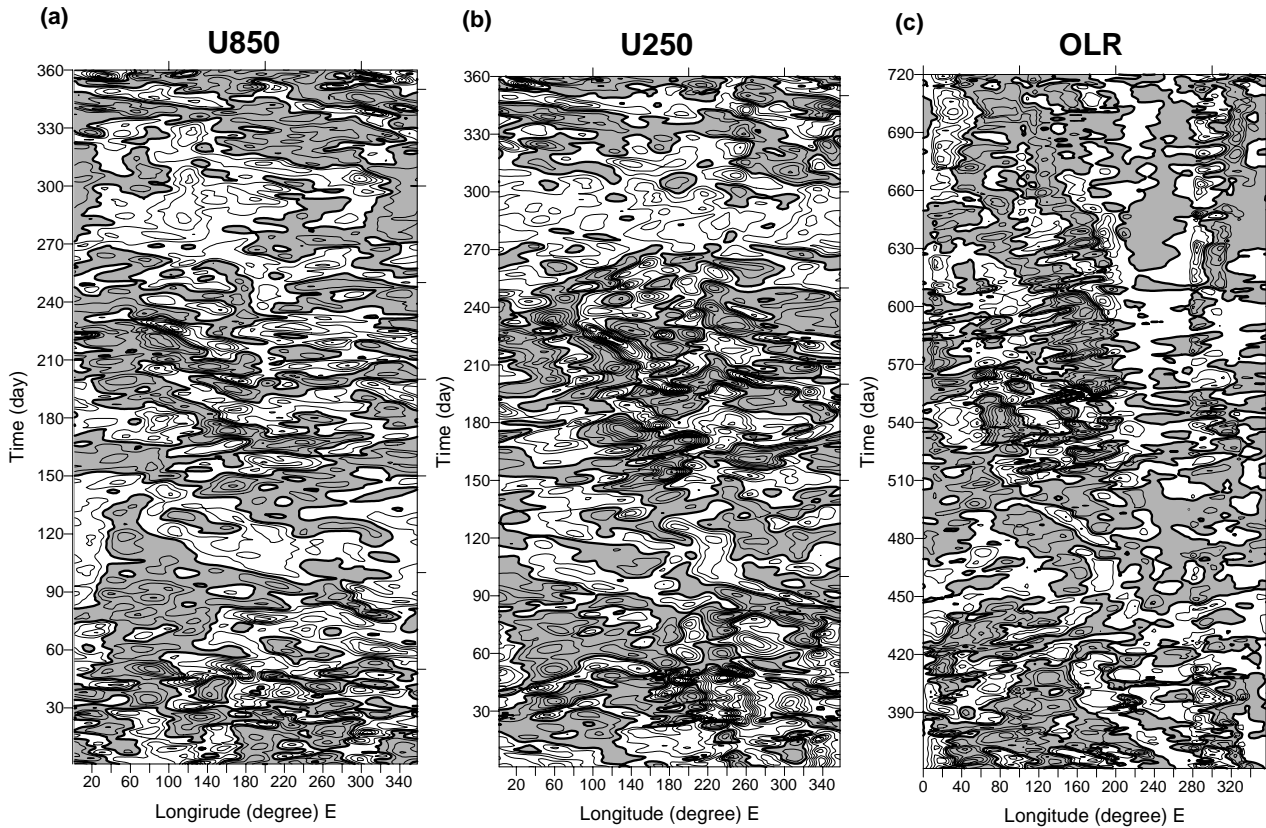 (a)
U850
360
330
300
270
240
210
180
150
120
90
60
30
Time (day)
20 60 100 140 180 220 260 300 340
Longirude (degree) E
(b)
U250
360
330
300
270
240
210
180
150
120
90
60
30
Time (day)
20 60 100 140 180 220 260 300 340
Longitude (degree) E
(c)
OLR
720
690
660
630
600
570
540
510
480
450
420
390
Time (day)
0 40 80 120 160 200 240 280 320
Longitude (degree) E